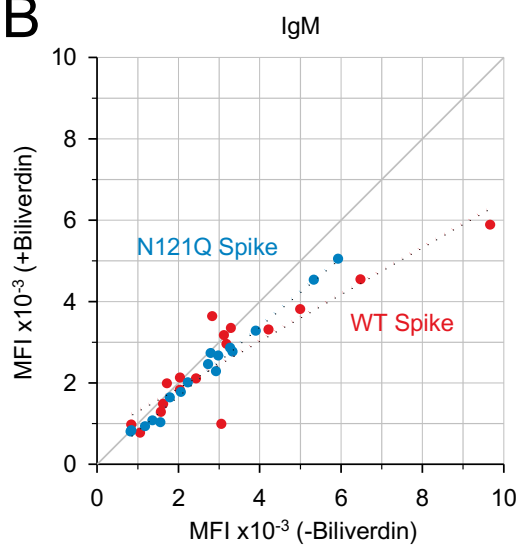 B
IgM
10
8
6
4
2
0
MFI x10⁻³ (+Biliverdin)
N121Q Spike
WT Spike
0 2 4 6 8 10
MFI x10⁻³ (-Biliverdin)